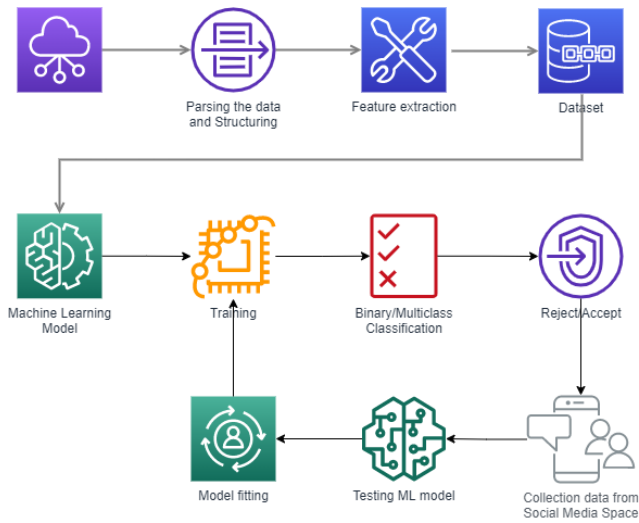 Parsing the data
and Structuring
Feature extraction
Dataset
Machine Learning
Model
Training
Binary/Multiclass
Classification
Reject/Accept
Model fitting
Testing ML model
Collection data from
Social Media Space